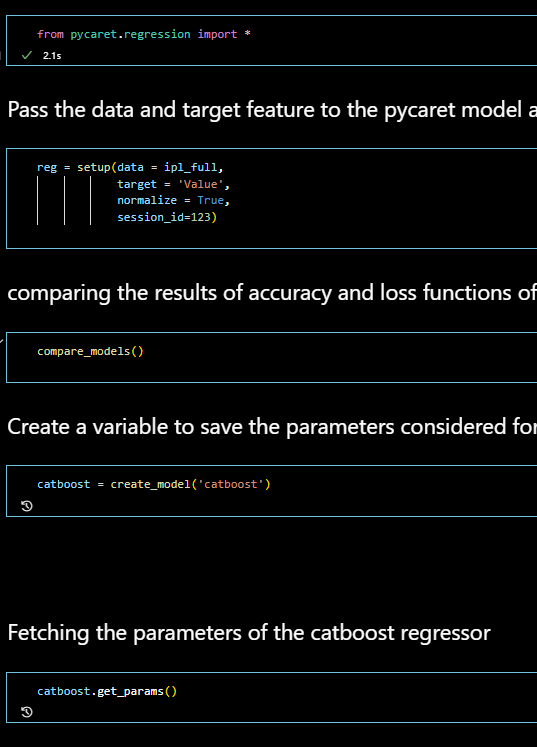 from pycaret.regression import *
2.1s
Pass the data and target feature to the pycaret model a
reg = setup(data = ipl_full,
target = 'Value',
normalize = True,
session_id=123)
comparing the results of accuracy and loss functions of
compare_models()
Create a variable to save the parameters considered for
catboost = create_model('catboost')
Fetching the parameters of the catboost regressor
catboost.get_params()